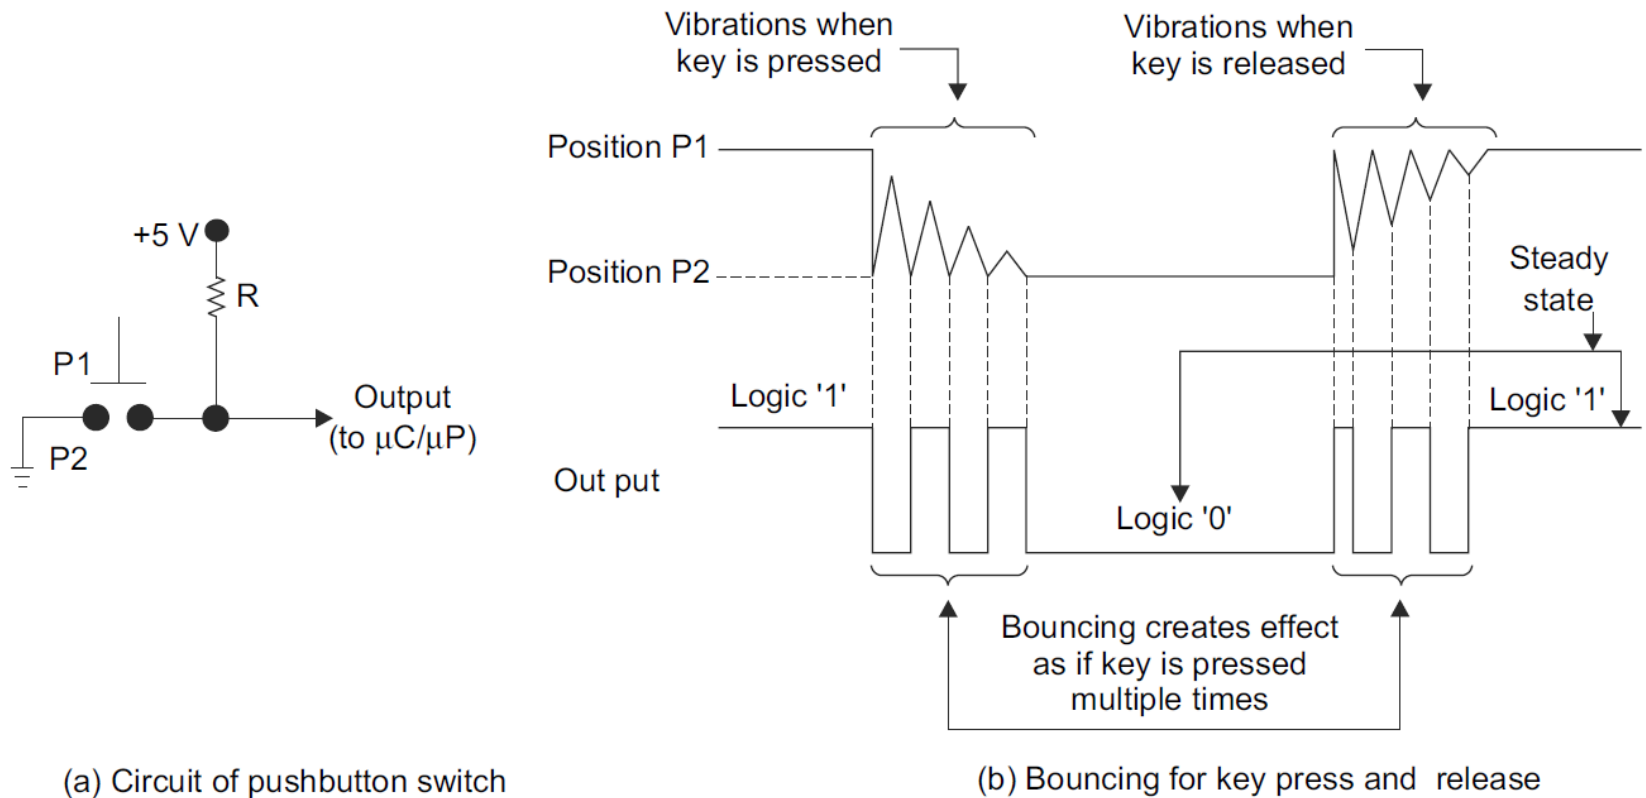 Vibrations when
key is pressed
Vibrations when
key is released
Position P1
Position P2
+5 V
R
P1
P2
Output
(to μC/μP)
Steady
state
Logic '1'
Logic '1'
Out put
Logic '0'
Bouncing creates effect
as if key is pressed
multiple times
(a) Circuit of pushbutton switch
(b) Bouncing for key press and release